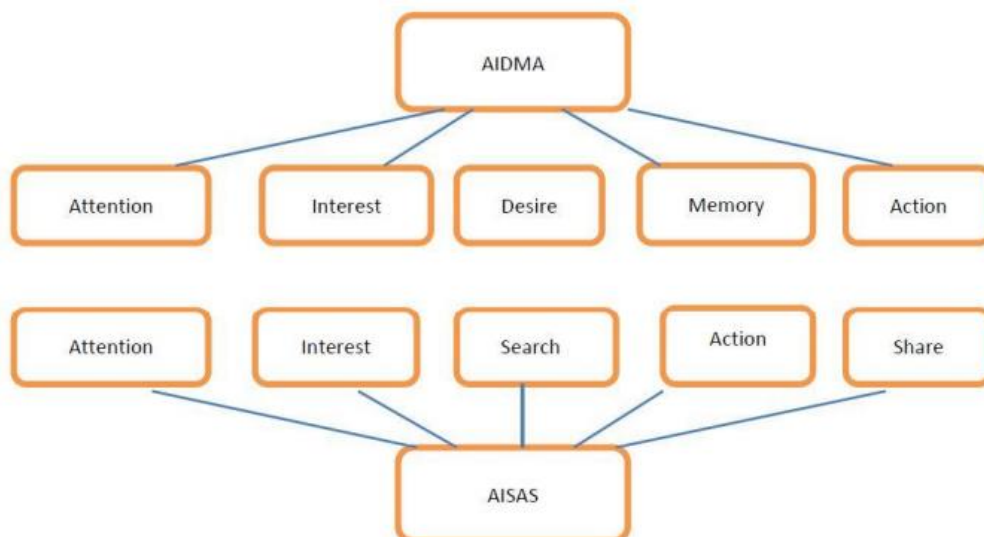 AIDMA
Attention
Interest
Desire
Memory
Action
Attention
Interest
Search
Action
Share
AISAS